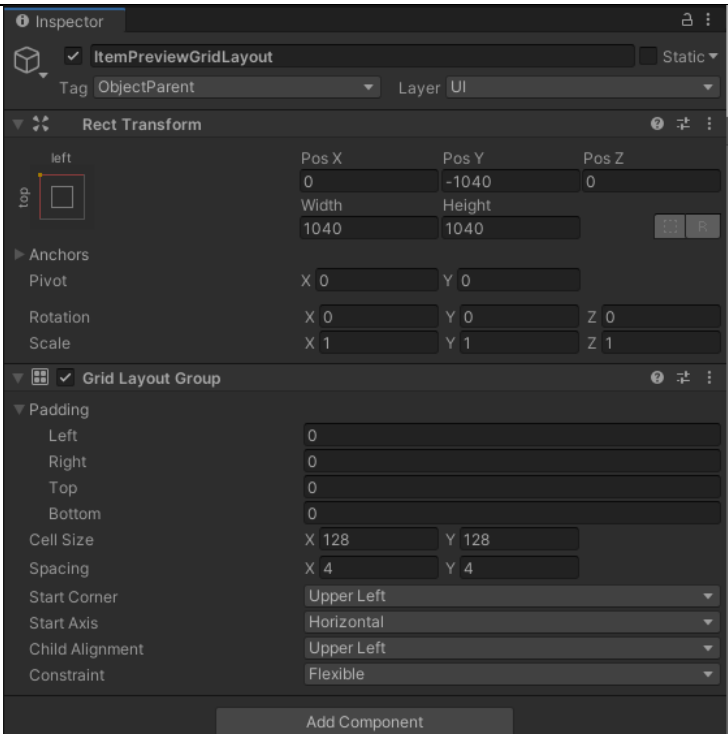 Inspector
ItemPreviewGridLayout Static
Tag ObjectParent Layer UI
Rect Transform
left Pos X Pos Y Pos Z
top 0 -1040 0
Width Height
1040 1040 R
Anchors
Pivot X 0 Y 0
Rotation X 0 Y 0 Z 0
Scale X 1 Y 1 Z 1
Grid Layout Group
Padding
Left 0
Right 0
Top 0
Bottom 0
Cell Size X 128 Y 128
Spacing X 4 Y 4
Start Corner Upper Left
Start Axis Horizontal
Child Alignment Upper Left
Constraint Flexible
Add Component